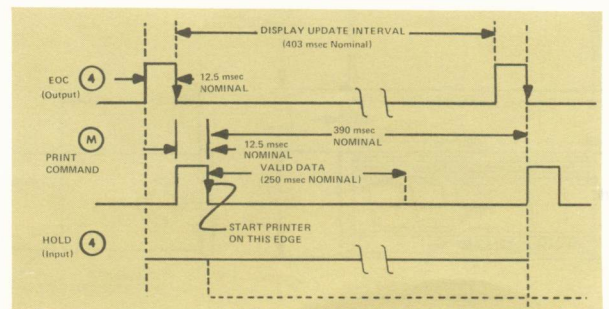 DISPLAY UPDATE INTERVAL
(403 msec Nominal)
EOC 4
(Output)
12.5 msec
NOMINAL
M
PRINT
COMMAND
390 msec
NOMINAL
12.5 msec
NOMINAL
VALID DATA
(250 msec NOMINAL)
START PRINTER
ON THIS EDGE
HOLD 4
(Input)